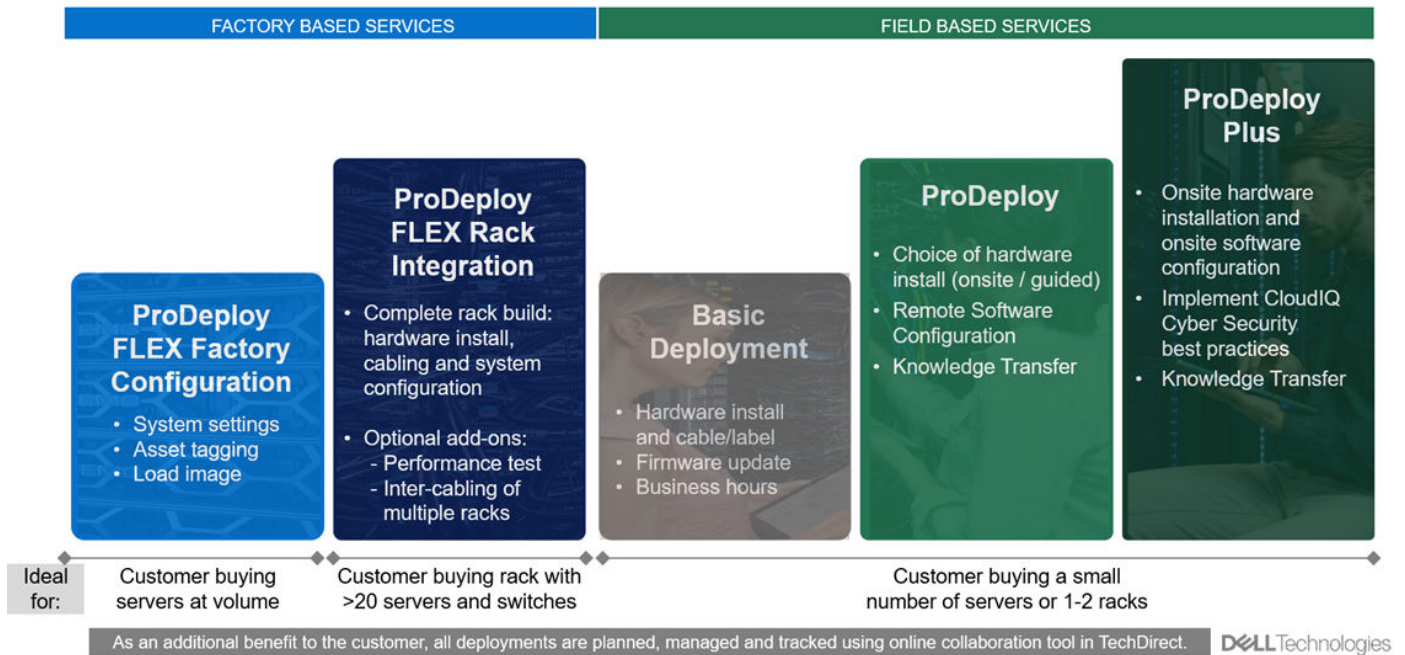 FACTORY BASED SERVICES
FIELD BASED SERVICES
ProDeploy
FLEX Factory
Configuration
• System settings
• Asset tagging
• Load image
ProDeploy
FLEX Rack
Integration
• Complete rack build:
hardware install,
cabling and system
configuration
• Optional add-ons:
- Performance test
- Inter-cabling of
multiple racks
Basic
Deployment
• Hardware install
and cable/label
• Firmware update
• Business hours
ProDeploy
• Choice of hardware
install (onsite / guided)
• Remote Software
Configuration
• Knowledge Transfer
ProDeploy
Plus
• Onsite hardware
installation and
onsite software
configuration
• Implement CloudIQ
Cyber Security
best practices
• Knowledge Transfer
Ideal
for:
Customer buying
servers at volume
Customer buying rack with
>20 servers and switches
Customer buying a small
number of servers or 1-2 racks
As an additional benefit to the customer, all deployments are planned, managed and tracked using online collaboration tool in TechDirect.
DELL Technologies